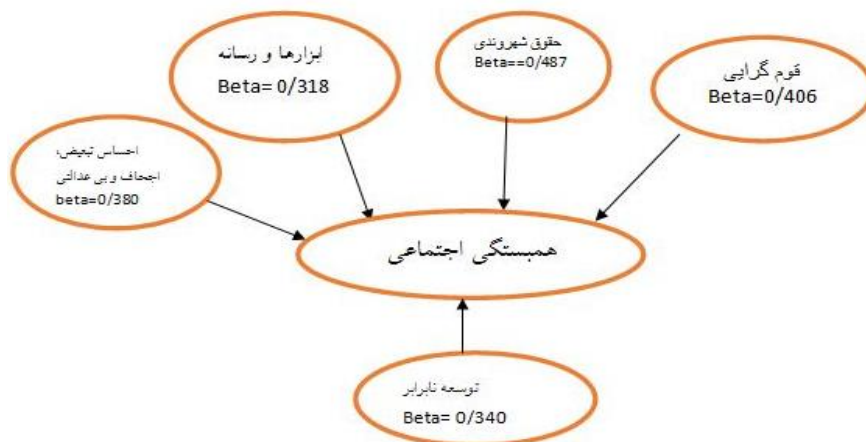 ابزارها و رسانه
Beta= 0/318
حقوق شهروندی
Beta==0/487
قوم گرایی
Beta=0/406
احساس تبعیض،
اجحاف و بی عدالتی
beta=0/380
همبستگی اجتماعی
توسعه نابرابر
Beta= 0/340